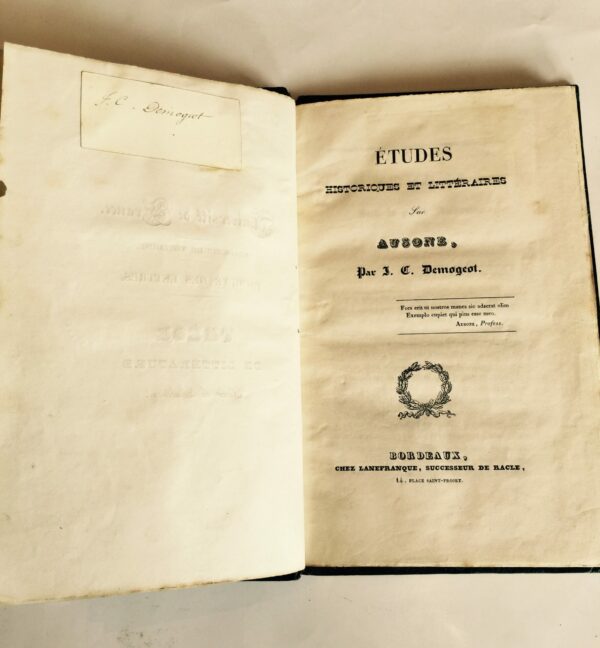 J. C. Demogeot
ÉTUDES
HISTORIQUES ET LITTÉRAIRES
Sur
AUSONE,
Par J. C. Demogeot.
Fors erit ut nostros manes sic adserat olim
Exemplo cupiet qui pius esse meo.
AUSONE, Profess.
BORDEAUX,
CHEZ LANEFRANQUE, SUCCESSEUR DE RACLE,
14, PLACE SAINT-PROJET.